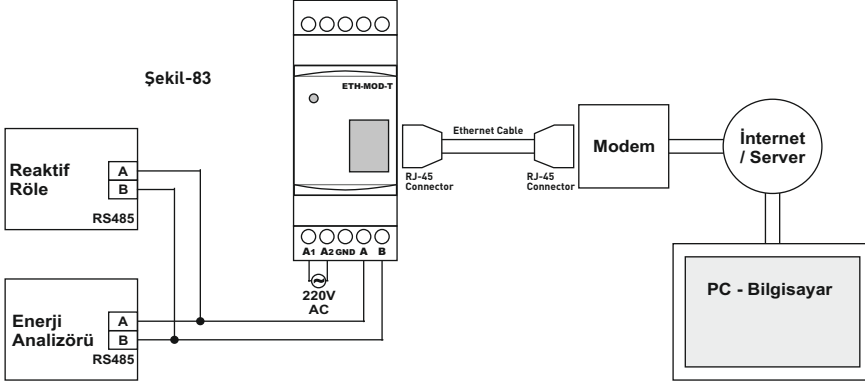 Şekil-83
ETH-MOD-T
Ethernet Cable
RJ-45
Connector
RJ-45
Connector
Modem
İnternet
/ Server
Reaktif
Röle
A
B
RS485
A1 A2 GND A B
220V
AC
PC - Bilgisayar
Enerji
Analizörü
A
B
RS485